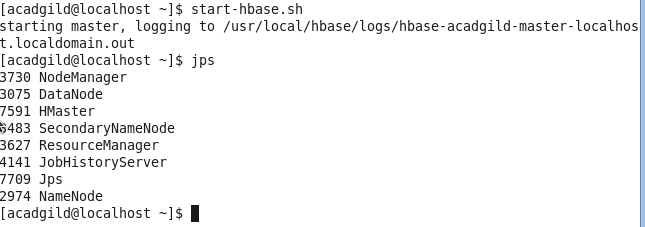 [acadgild@localhost ~]$ start-hbase.sh
starting master, logging to /usr/local/hbase/logs/hbase-acadgild-master-localhos
t.localdomain.out
[acadgild@localhost ~]$ jps
3730 NodeManager
3075 DataNode
7591 HMaster
483 SecondaryNameNode
3627 ResourceManager
4141 JobHistoryServer
7709 Jps
2974 NameNode
[acadgild@localhost ~]$